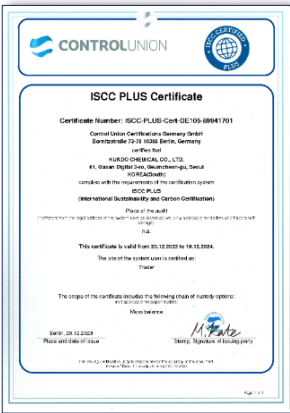 CONTROLUNION
ISCC CERTIFIED
PLUS
ISCC PLUS Certificate
Certificate Number: ISCC-PLUS-Cert-DE105-89941701
Control Union Certifications Germany GmbH
Berlin, Germany
certifies that
KUKDO CHEMICAL CO., LTD.
61, Gasan Digital 2-ro, Geumcheon-gu, Seoul
KOREA(South)
complies with the requirements of the certification system
ISCC PLUS
(International Sustainability and Carbon Certification)
Place of the audit
n.a.
This certificate is valid from 20.12.2023 to 19.12.2024.
The site of the system user is certified as:
Trader
The scope of the certificate includes the following chain of custody options:
Mass balance
Berlin, 20.12.2023
Place and date of issue
Stamp, Signature of issuing party